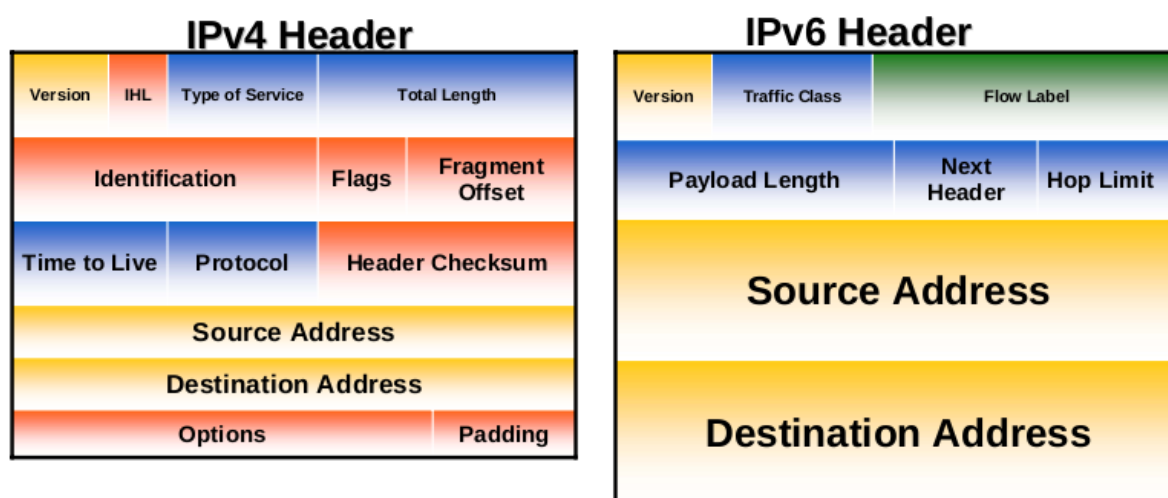 IPv4 Header
Version IHL Type of Service Total Length
Identification Flags Fragment Offset
Time to Live Protocol Header Checksum
Source Address
Destination Address
Options Padding
IPv6 Header
Version Traffic Class Flow Label
Payload Length Next Header Hop Limit
Source Address
Destination Address